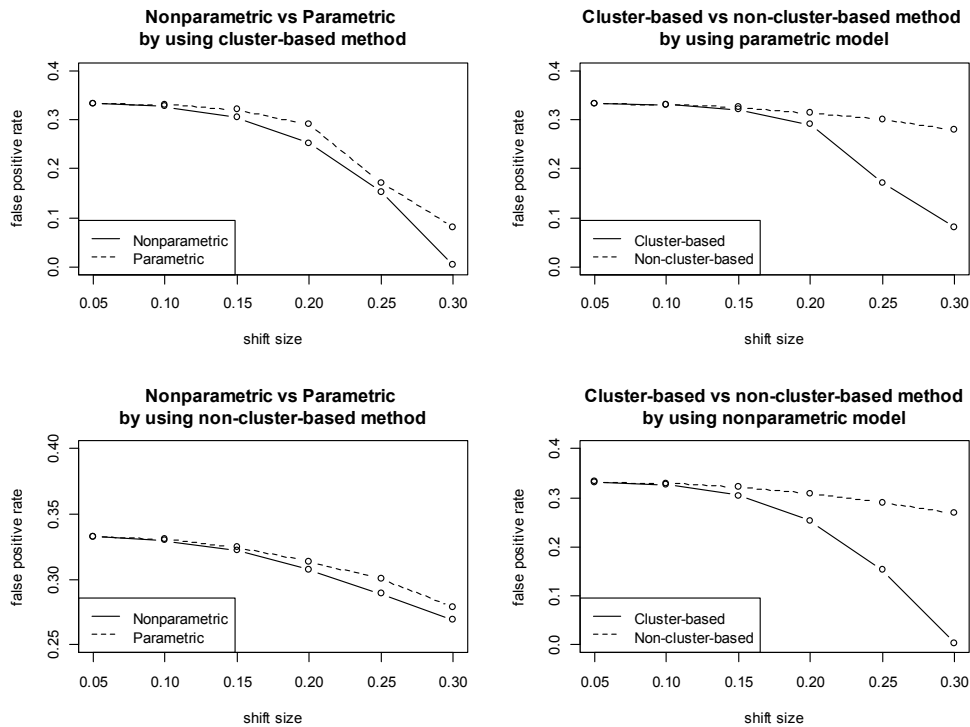 Nonparametric vs Parametric
by using cluster-based method
false positive rate
0.4
0.3
0.2
0.1
0.0
Nonparametric
Parametric
0.05 0.10 0.15 0.20 0.25 0.30
shift size
Cluster-based vs non-cluster-based method
by using parametric model
false positive rate
0.4
0.3
0.2
0.1
0.0
Cluster-based
Non-cluster-based
0.05 0.10 0.15 0.20 0.25 0.30
shift size
Nonparametric vs Parametric
by using non-cluster-based method
false positive rate
0.40
0.35
0.30
0.25
Nonparametric
Parametric
0.05 0.10 0.15 0.20 0.25 0.30
shift size
Cluster-based vs non-cluster-based method
by using nonparametric model
false positive rate
0.4
0.3
0.2
0.1
0.0
Cluster-based
Non-cluster-based
0.05 0.10 0.15 0.20 0.25 0.30
shift size